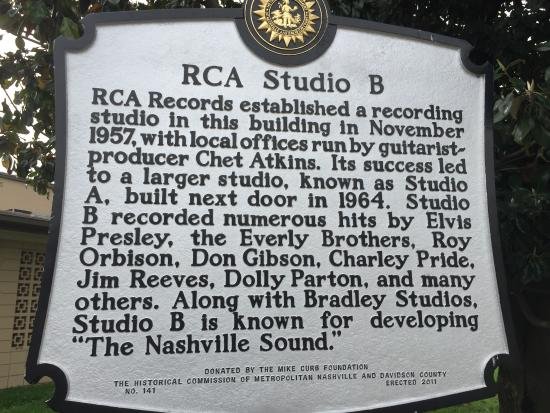 RCA Studio B
RCA Records established a recording
studio in this building in November
1957, with local offices run by guitarist-
producer Chet Atkins. Its success led
to a larger studio, known as Studio
A, built next door in 1964. Studio
B recorded numerous hits by Elvis
Presley, the Everly Brothers, Roy
Orbison, Don Gibson, Charley Pride,
Jim Reeves, Dolly Parton, and many
others. Along with Bradley Studios,
Studio B is known for developing
“The Nashville Sound.”
DONATED BY THE MIKE CURB FOUNDATION
THE HISTORICAL COMMISSION OF METROPOLITAN NASHVILLE AND DAVIDSON COUNTY
NO. 141 ERECTED 2011